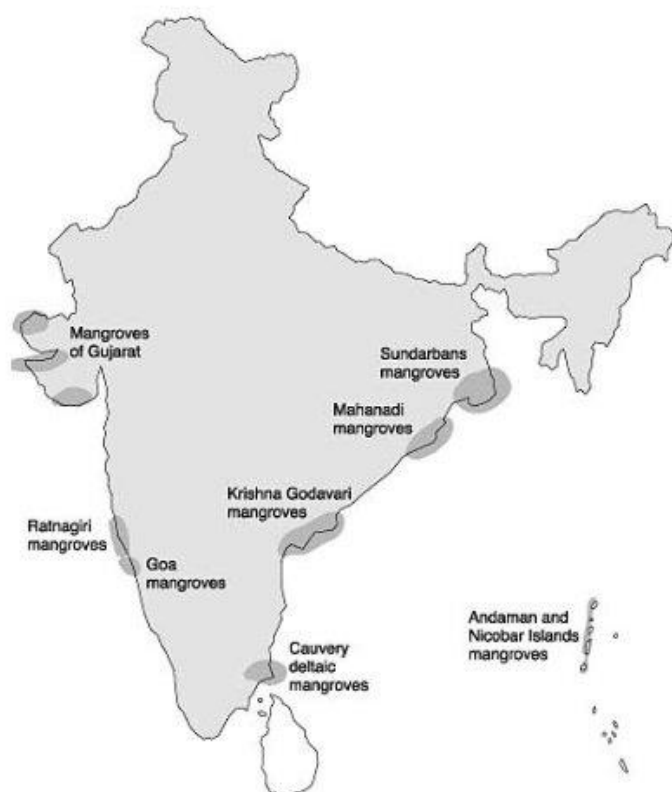 Mangroves
of Gujarat
Sundarbans
mangroves
Mahanadi
mangroves
Krishna Godavari
mangroves
Ratnagiri
mangroves
Goa
mangroves
Andaman and
Nicobar Islands
mangroves
Cauvery
deltaic
mangroves